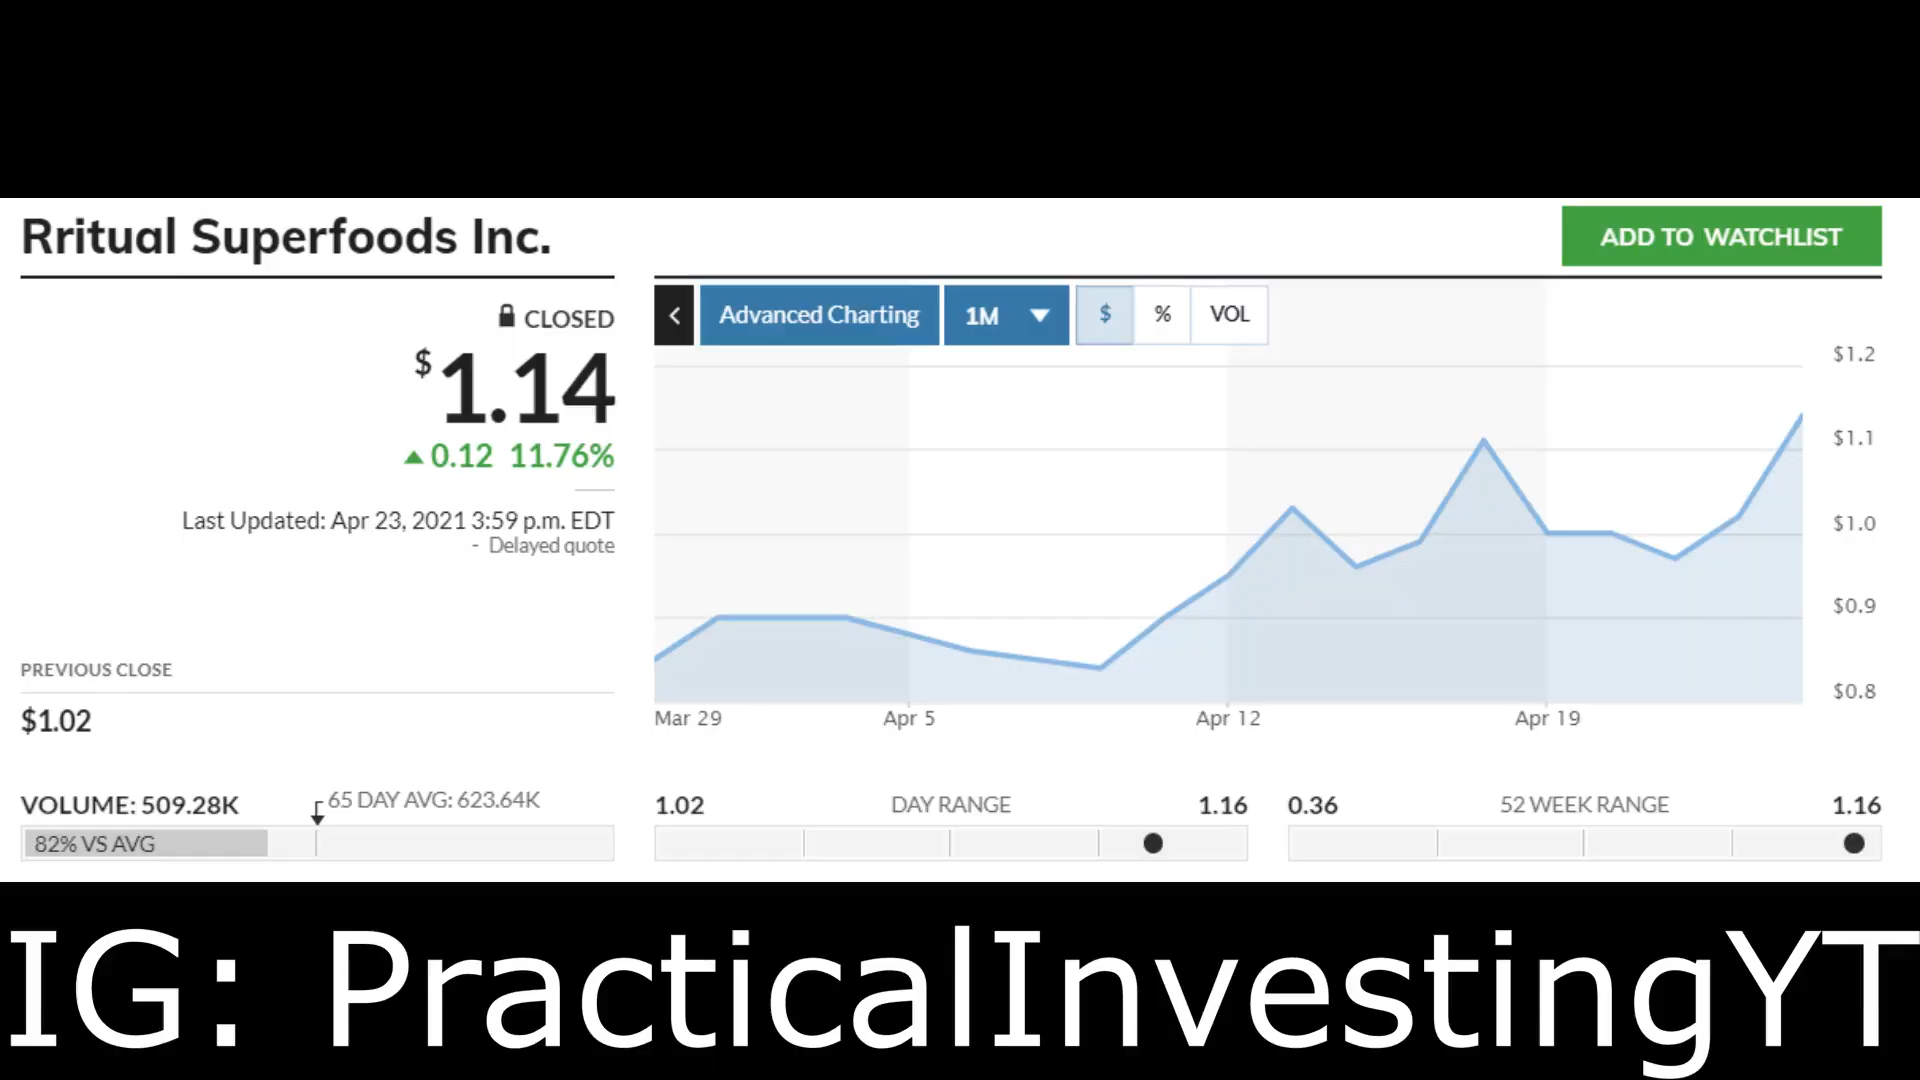 Rritual Superfoods Inc.
ADD TO WATCHLIST
CLOSED
$1.14
0.12 11.76%
Last Updated: Apr 23, 2021 3:59 p.m. EDT
- Delayed quote
PREVIOUS CLOSE
$1.02
Advanced Charting 1M $ % VOL
$1.2
$1.1
$1.0
$0.9
$0.8
Mar 29 Apr 5 Apr 12 Apr 19
VOLUME: 509.28K 65 DAY AVG: 623.64K
82% VS AVG
1.02 DAY RANGE 1.16
0.36 52 WEEK RANGE 1.16
IG: PracticalInvestingYT